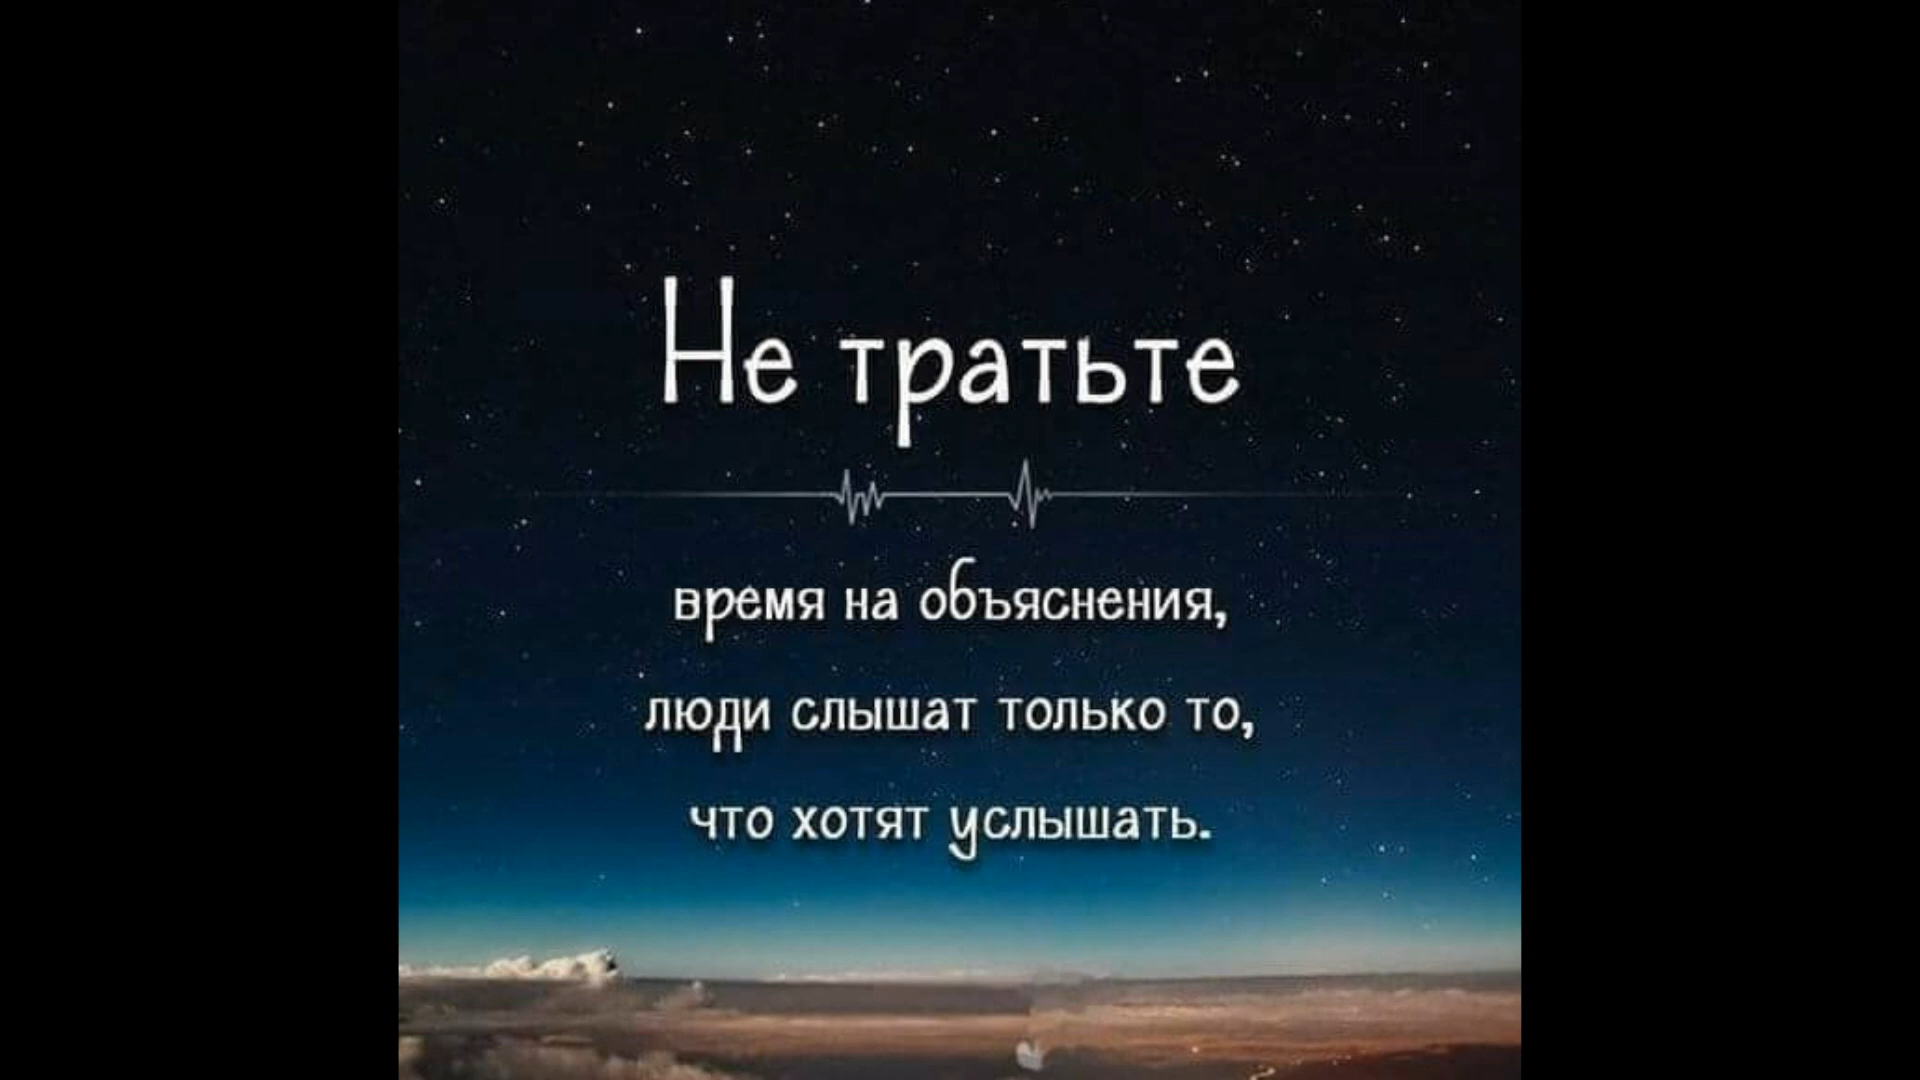 Не тратьте
время на объяснения,
люди слышат только то,
что хотят услышать.